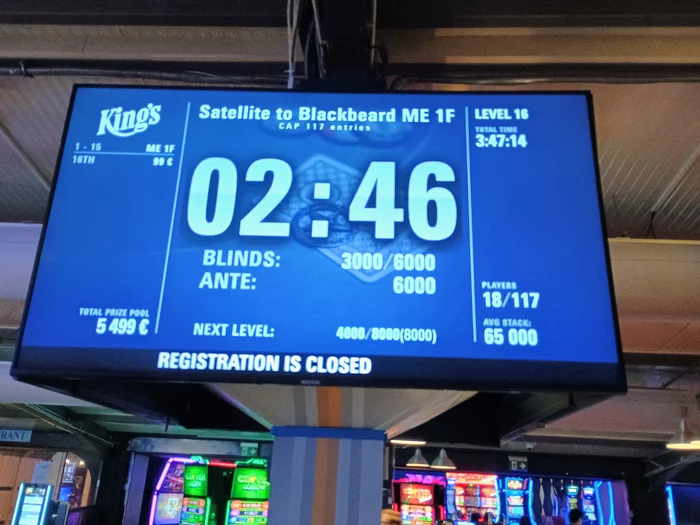 King's
Satellite to Blackbeard ME 1F
CAP 117 entries
LEVEL 16
TOTAL TIME
3:47:14
1 - 15 ME 1F
16TH 99 €
02:46
BLINDS: 3000/6000
ANTE: 6000
PLAYERS
18/117
TOTAL PRIZE POOL
5 499 €
NEXT LEVEL: 4000/8000(8000)
AVG STACK:
65 000
REGISTRATION IS CLOSED